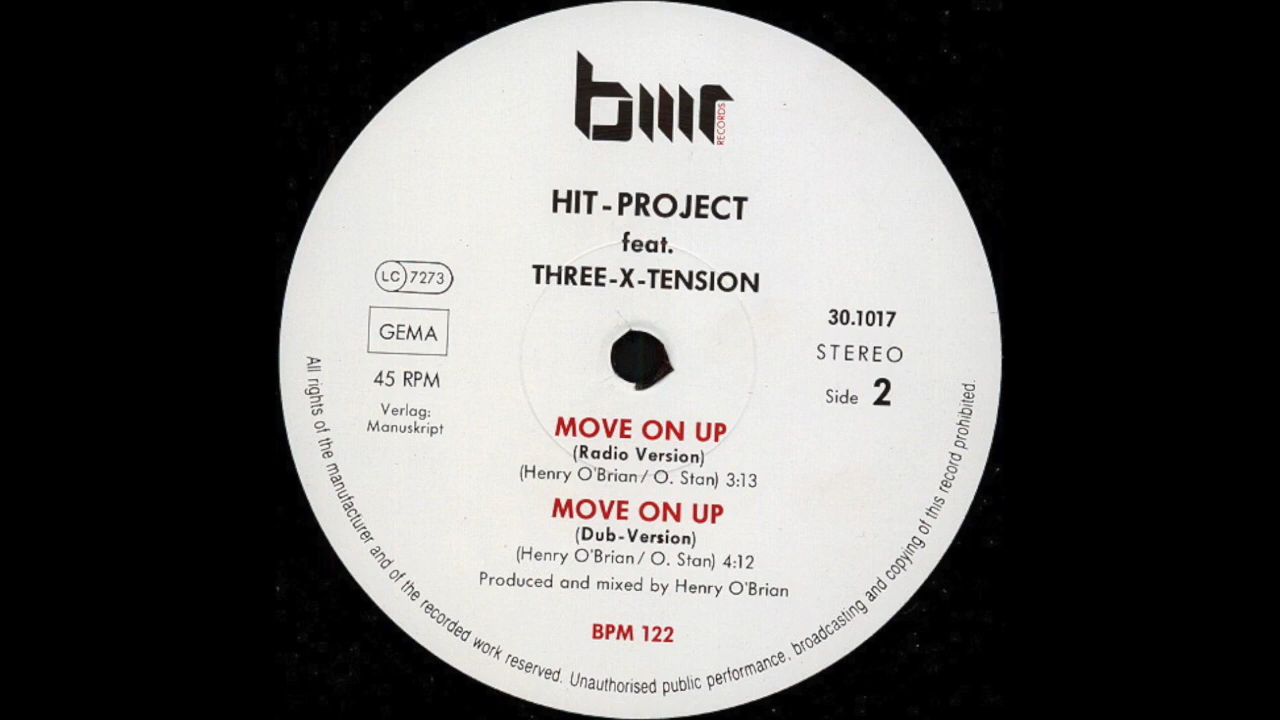 bmr
RECORDS
HIT-PROJECT
feat.
THREE-X-TENSION
LC 7273
GEMA
45 RPM
Verlag:
Manuskript
30.1017
STEREO
Side 2
MOVE ON UP
(Radio Version)
(Henry O'Brian / O. Stan) 3:13
MOVE ON UP
(Dub-Version)
(Henry O'Brian / O. Stan) 4:12
Produced and mixed by Henry O'Brian
BPM 122
All rights of the manufacturer and of the recorded work reserved. Unauthorised public performance, broadcasting and copying of this record prohibited.